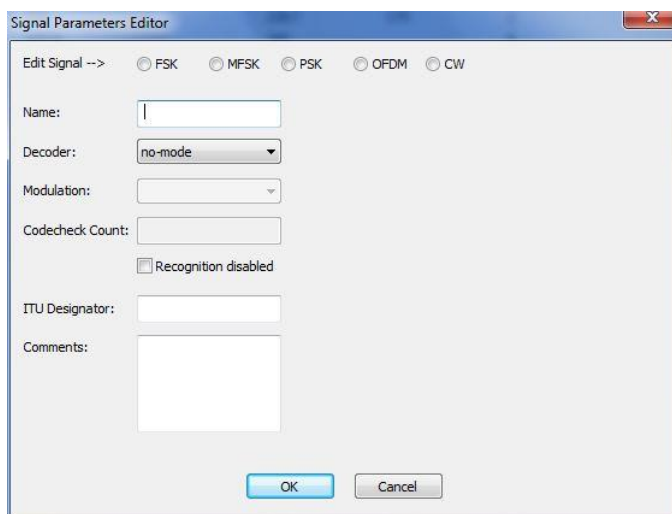 Signal Parameters Editor
Edit Signal --> FSK MFSK PSK OFDM CW
Name:
Decoder: no-mode
Modulation:
Codecheck Count:
Recognition disabled
ITU Designator:
Comments:
OK Cancel